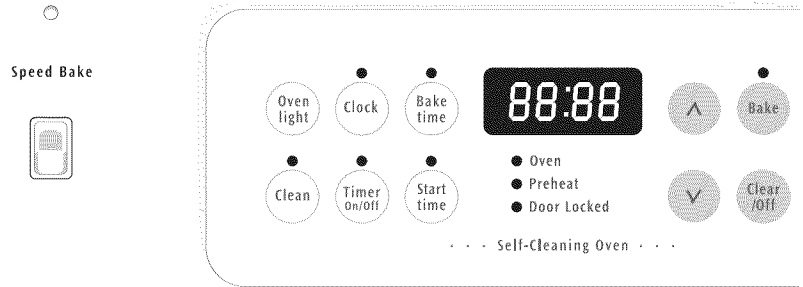 Speed Bake
Oven
light
Clock
Bake
time
88:88
Bake
Clean
Timer
On/Off
Start
time
Oven
Preheat
Door Locked
Clear
/Off
Self-Cleaning Oven